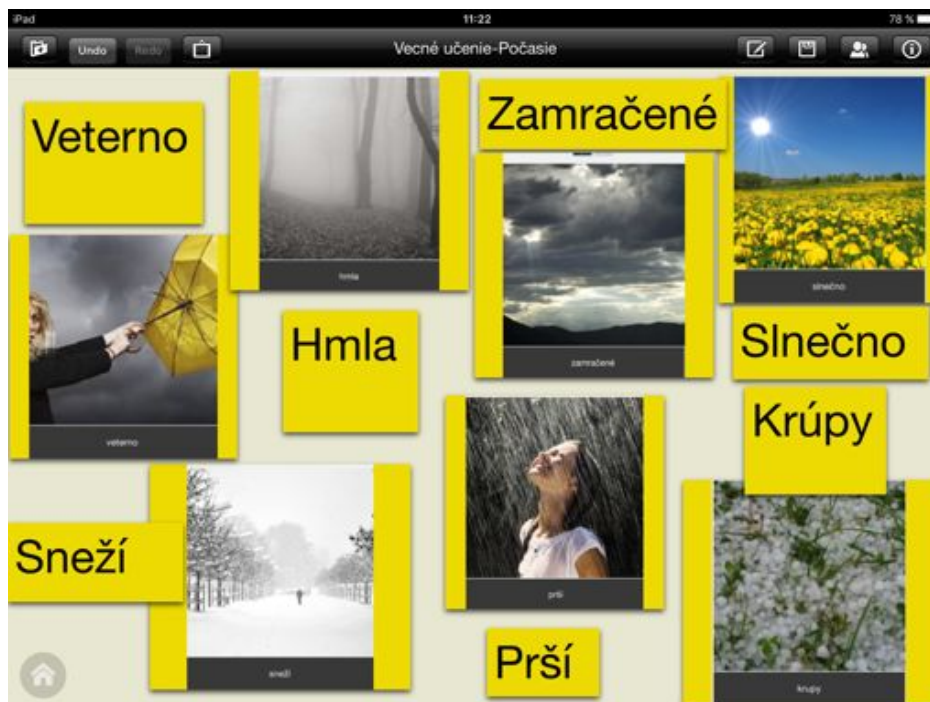 iPad 11:22 78 %
Undo Redo Vecné učenie-Počasie
Veterno
hmla
Zamračené
zamračené
slnečno
Slnečno
veterno
Hmla
Krúpy
krupy
Sneží
sneží
prší
Prší